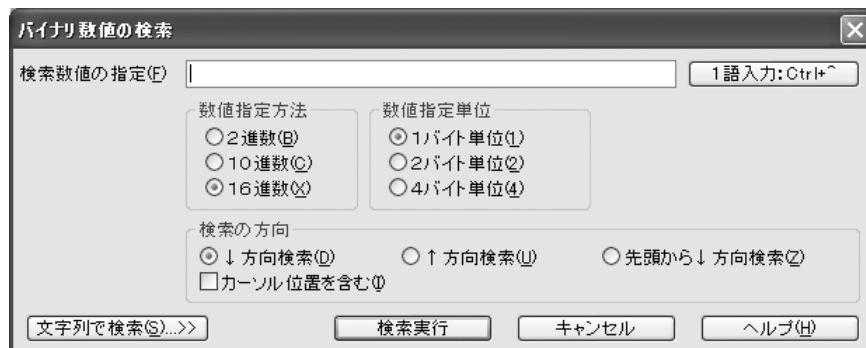 バイナリ数値の検索
検索数値の指定(F) 1語入力:Ctrl+^
数値指定方法 数値指定単位
2進数(B) 1バイト単位(1)
10進数(C) 2バイト単位(2)
16進数(X) 4バイト単位(4)
検索の方向
↓方向検索(D) ↑方向検索(U) 先頭から↓方向検索(Z)
カーソル位置を含む(I)
文字列で検索(S)...>> 検索実行 キャンセル ヘルプ(H)